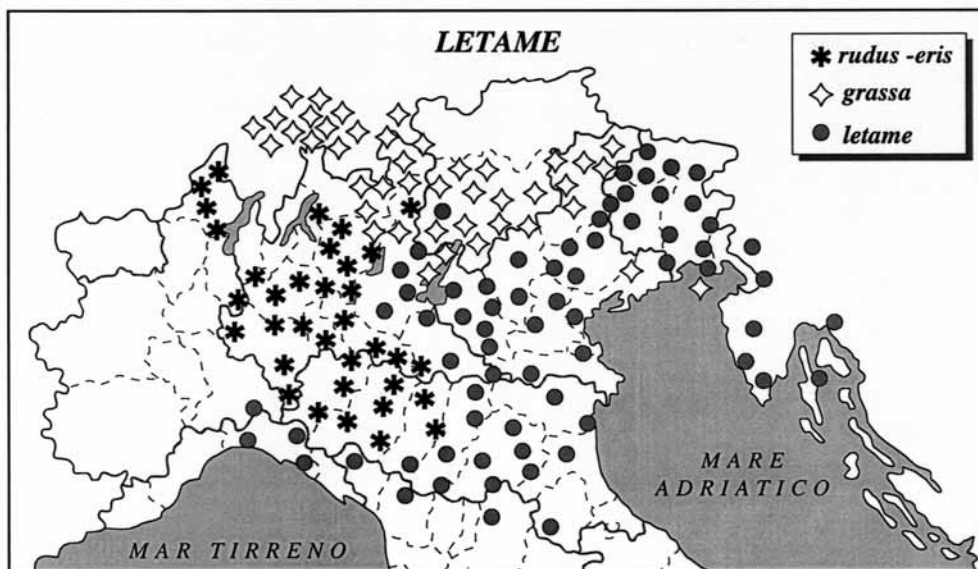 LETAME
rudus -eris
grassa
letame
MARE
ADRIATICO
MAR TIRRENO